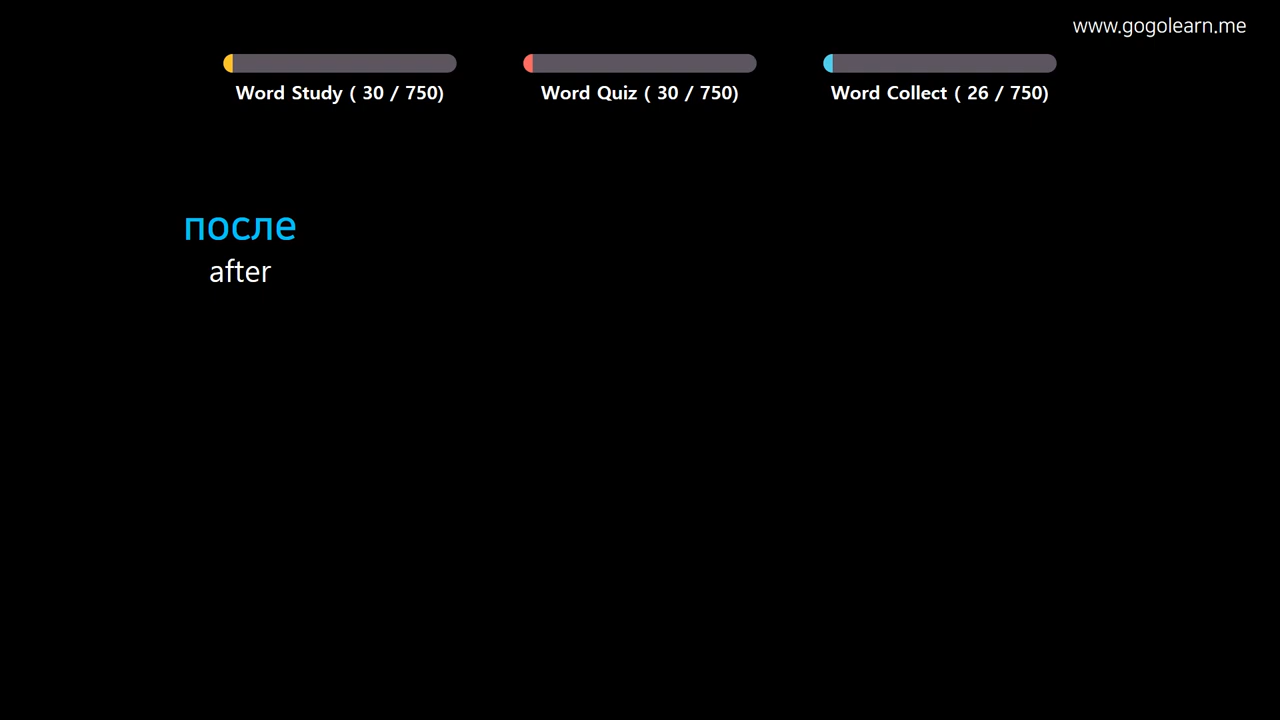 www.gogolearn.me
Word Study ( 30 / 750)
Word Quiz ( 30 / 750)
Word Collect ( 26 / 750)
после
after